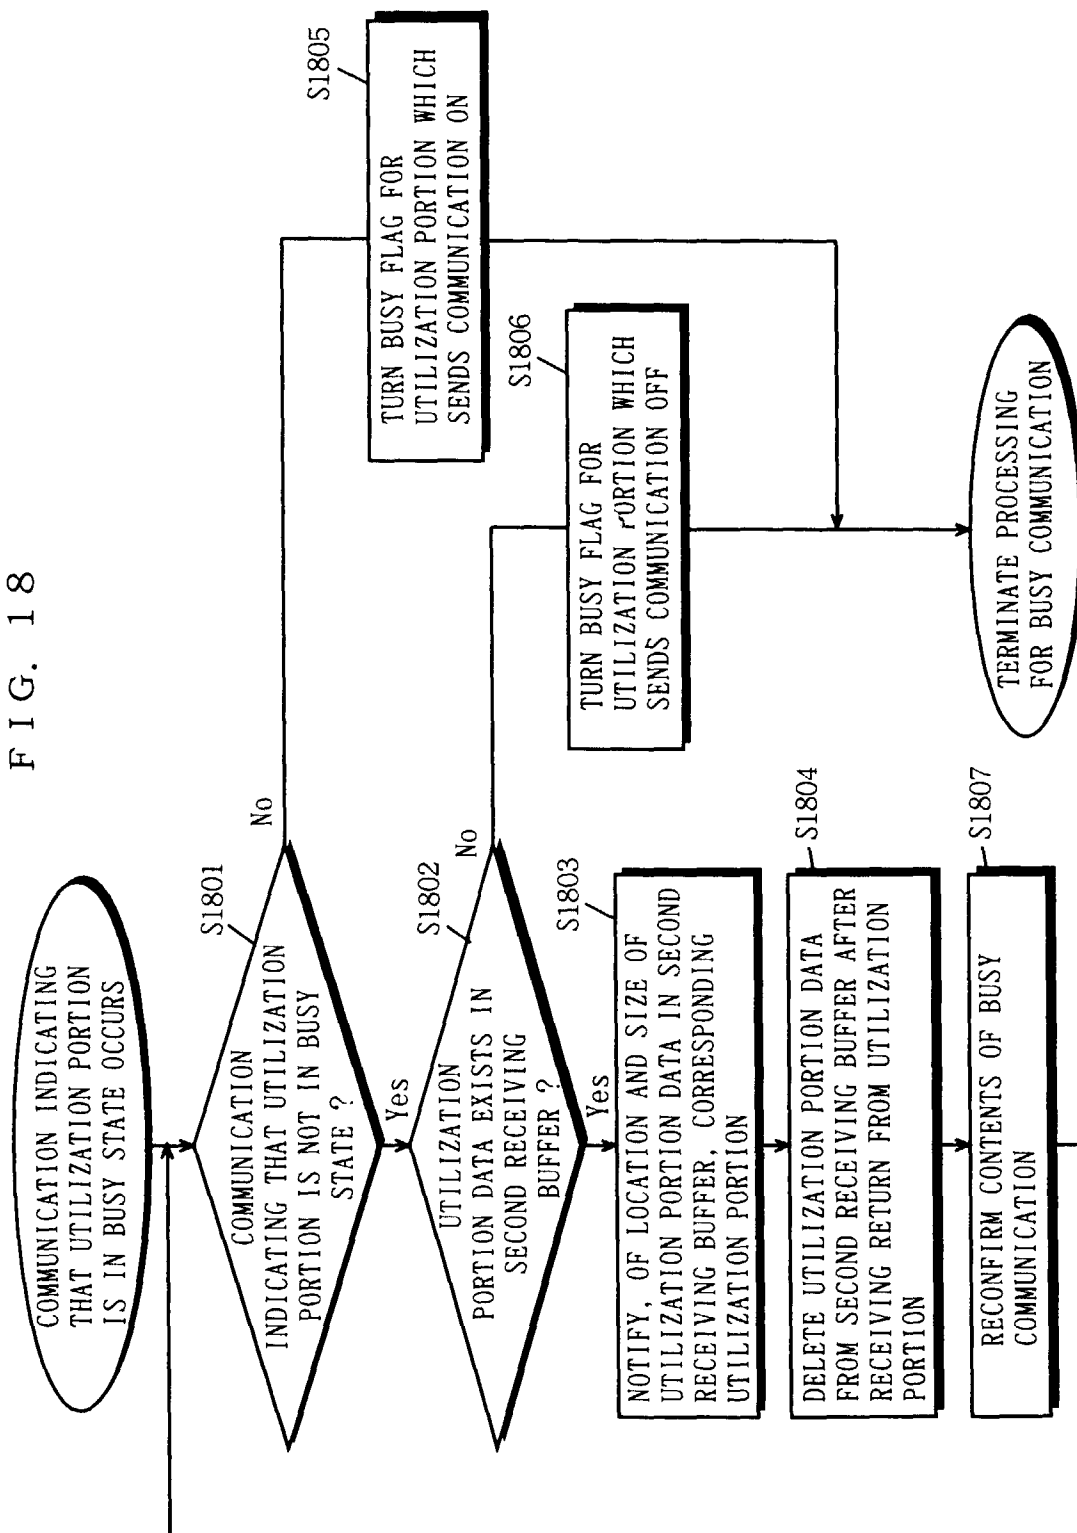 FIG. 18
COMMUNICATION INDICATING
THAT UTILIZATION PORTION
IS IN BUSY STATE OCCURS
S1801
COMMUNICATION
INDICATING THAT UTILIZATION
PORTION IS NOT IN BUSY
STATE ?
No
Yes
S1802
UTILIZATION
PORTION DATA EXISTS IN
SECOND RECEIVING
BUFFER ?
No
Yes
S1803
NOTIFY, OF LOCATION AND SIZE OF
UTILIZATION PORTION DATA IN SECOND
RECEIVING BUFFER, CORRESPONDING
UTILIZATION PORTION
S1804
DELETE UTILIZATION PORTION DATA
FROM SECOND RECEIVING BUFFER AFTER
RECEIVING RETURN FROM UTILIZATION
PORTION
S1807
RECONFIRM CONTENTS OF BUSY
COMMUNICATION
S1805
TURN BUSY FLAG FOR
UTILIZATION PORTION WHICH
SENDS COMMUNICATION ON
S1806
TURN BUSY FLAG FOR
UTILIZATION PORTION WHICH
SENDS COMMUNICATION OFF
TERMINATE PROCESSING
FOR BUSY COMMUNICATION